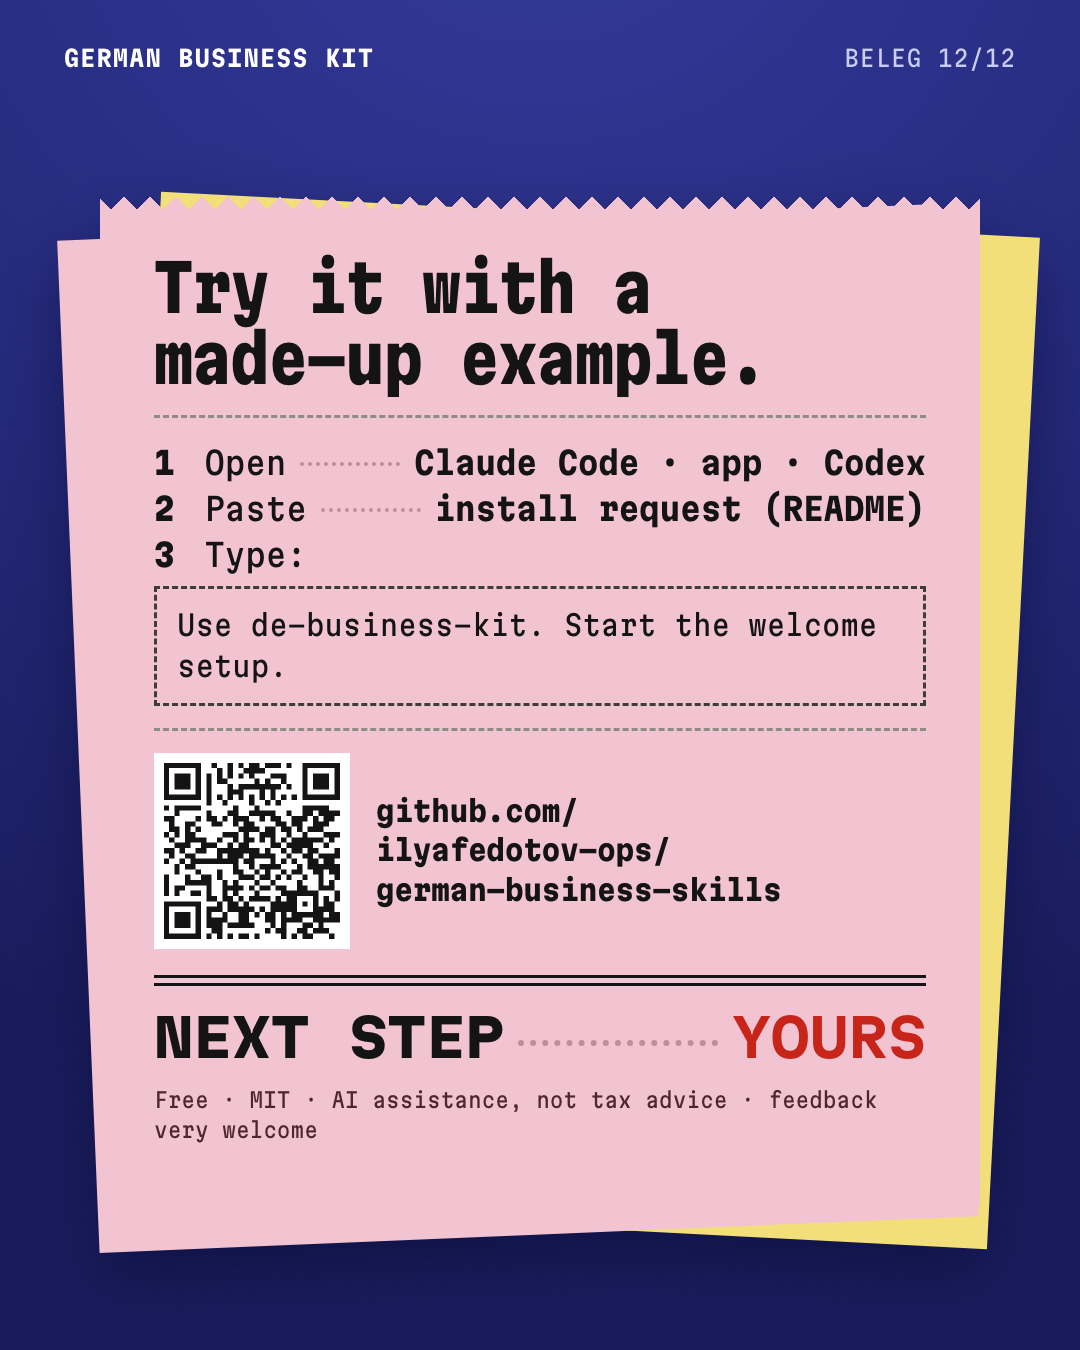 GERMAN BUSINESS KIT
BELEG 12/12
Try it with a
made-up example.
1 Open Claude Code · app · Codex
2 Paste install request (README)
3 Type:
Use de-business-kit. Start the welcome
setup.
github.com/
ilyafedotov-ops/
german-business-skills
NEXT STEP YOURS
Free · MIT · AI assistance, not tax advice · feedback
very welcome